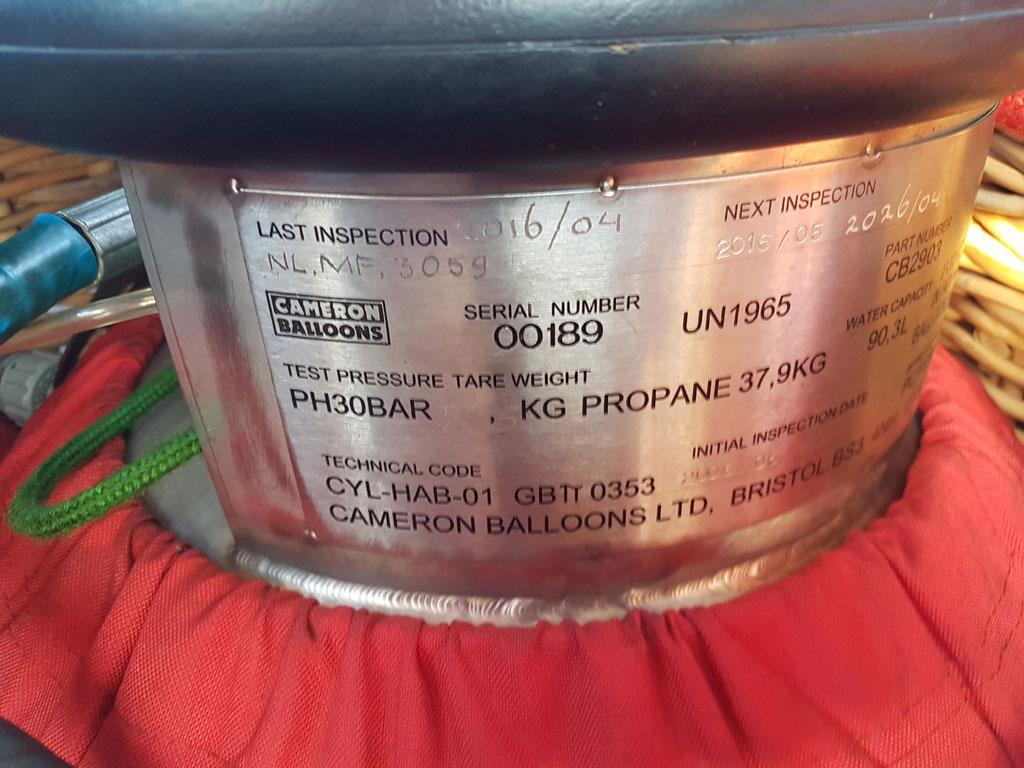 LAST INSPECTION 016/04
NL.MF.3059
NEXT INSPECTION
2016/05 2026/04
PART NUMBER
CB2903
CAMERON
BALLOONS
SERIAL NUMBER
00189
UN1965
WATER CAPACITY
90,3L
TEST PRESSURE TARE WEIGHT
PH30BAR , KG PROPANE 37,9KG
INITIAL INSPECTION DATE
TECHNICAL CODE
CYL-HAB-01 GBTT 0353
CAMERON BALLOONS LTD, BRISTOL BS3